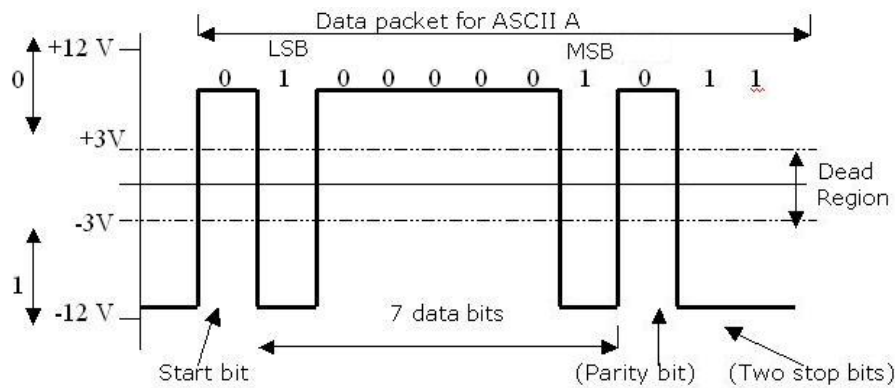 Data packet for ASCII A
+12 V
LSB
MSB
0
0 1 0 0 0 0 0 1 0 1 1
+3V
Dead
Region
-3V
1
-12 V
7 data bits
Start bit
(Parity bit)
(Two stop bits)